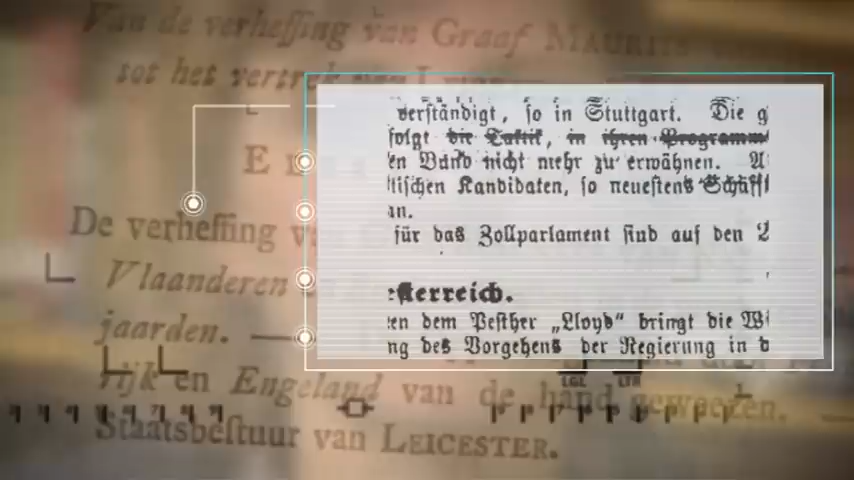 Van de verheffing van Graaf MAURITS
tot het vertrek van
De verheffing
Vlaanderen
jaarden.
rijk en Engeland van de hand geweezen.
Staatsbestuur van LEICESTER.
verständigt, so in Stuttgart. Die g
folgt die Taktik, in ihren Programm
en Bund nicht mehr zu erwähnen. A
tischen Kandidaten, so neuestens Schäffl
an.
für das Zollparlament sind auf den 2
sterreich.
en dem Pesther „Lloyd“ bringt die Wi
ng des Vorgehens der Regierung in d